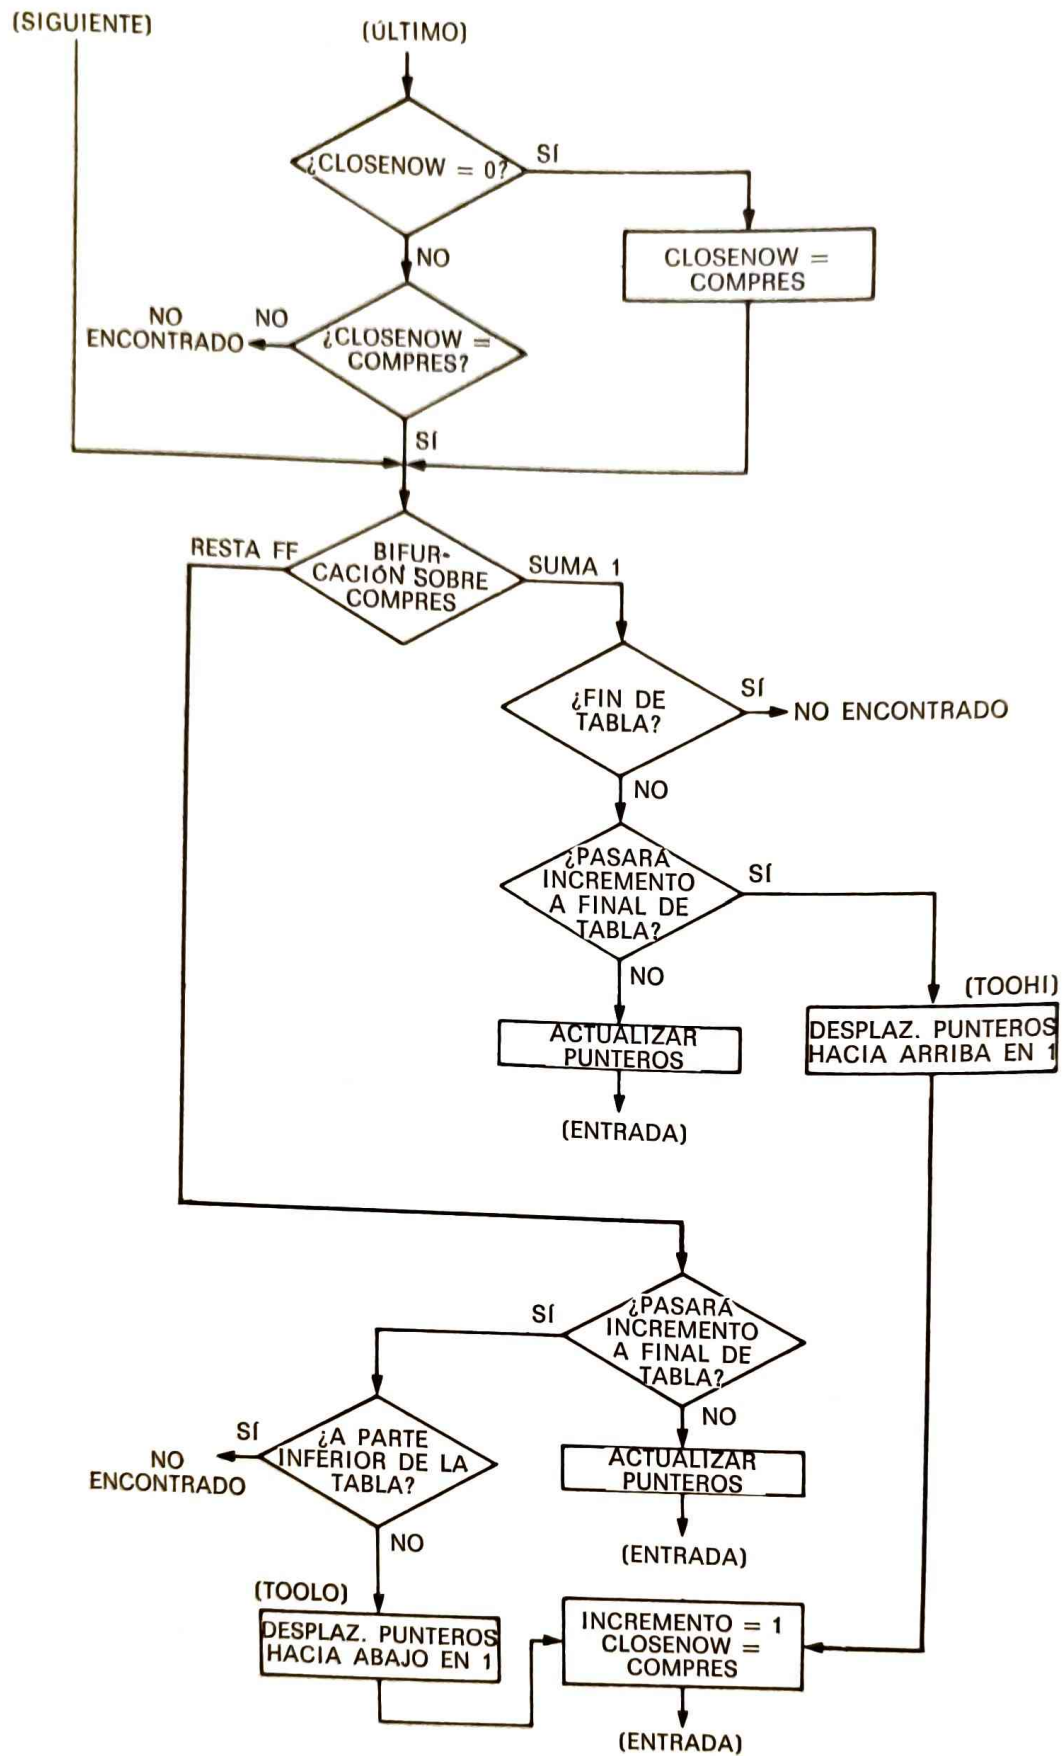 (SIGUIENTE)
(ÚLTIMO)
¿CLOSENOW = 0?
SÍ
CLOSENOW =
COMPRES
NO
¿CLOSENOW =
COMPRES?
NO
NO
ENCONTRADO
SÍ
BIFUR-
CACIÓN SOBRE
COMPRES
RESTA FF
SUMA 1
¿FIN DE
TABLA?
SÍ
NO ENCONTRADO
NO
¿PASARÁ
INCREMENTO
A FINAL DE
TABLA?
SÍ
NO
(TOOHI)
DESPLAZ. PUNTEROS
HACIA ARRIBA EN 1
ACTUALIZAR
PUNTEROS
(ENTRADA)
¿PASARÁ
INCREMENTO
A FINAL DE
TABLA?
SÍ
NO
¿A PARTE
INFERIOR DE LA
TABLA?
SÍ
NO
ENCONTRADO
ACTUALIZAR
PUNTEROS
(ENTRADA)
NO
(TOOLO)
DESPLAZ. PUNTEROS
HACIA ABAJO EN 1
INCREMENTO = 1
CLOSENOW =
COMPRES
(ENTRADA)